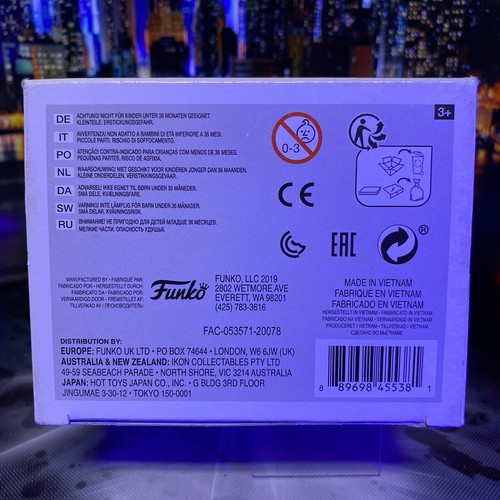 3+
DE ACHTUNG! NICHT FÜR KINDER UNTER 36 MONATEN GEEIGNET.
KLEINTEILE. ERSTICKUNGSGEFAHR.
IT AVVERTENZA! NON ADATTO A BAMBINI DI ETÀ INFERIORE A 36 MESI.
PICCOLE PARTI. RISCHIO DI SOFFOCAMENTO.
PO ATENÇÃO! CONTRA-INDICADO PARA CRIANÇAS COM MENOS DE 36 MESES.
PEQUENAS PARTES. RISCO DE ASFIXIA.
NL WAARSCHUWING! NIET GESCHIKT VOOR KINDEREN JONGER DAN 36 MAANDEN.
KLEINE ONDERDELEN. VERSTIKKINGSGEVAAR.
DA ADVARSEL! IKKE EGNET TIL BØRN UNDER 36 MÅNEDER.
SMÅ DELE. KVÆLNINGSFARE.
SW VARNING! INTE LÄMPLIG FÖR BARN UNDER 36 MÅNADER.
SMÅ DELAR. KVÄVNINGSRISK.
RU ВНИМАНИЕ! НЕ ПРИГОДНО ДЛЯ ДЕТЕЙ МЛАДШЕ 36 МЕСЯЦЕВ.
МЕЛКИЕ ЧАСТИ, ОПАСНОСТЬ УДУШЬЯ.
0-3
CE
EAC
®
MANUFACTURED BY • FABRIQUÉ PAR:
FABRICADO POR • HERGESTELLT DURCH:
FABBRICATO DA • FABRICADO POR:
VERVAARDIGD DOOR • FREMSTILLET AF:
TILLVERKAD AV • ПРОИЗВОДИТЕЛЬ:
Funko
FUNKO, LLC 2019
2802 WETMORE AVE
EVERETT, WA 98201
(425) 783-3616
MADE IN VIETNAM
FABRIQUÉ EN VIETNAM
FABRICADO EN VIETNAM
HERGESTELLT IN VIETNAM • FABBRICATO IN VIETNAM
FABRICADO NA VIETNAM • VERVAARDIGD IN VIETNAM
PRODUCERET I VIETNAM • TILLVERKAD I VIETNAM
СДЕЛАНО ВО ВЬЕТНАМЕ
FAC-053571-20078
DISTRIBUTION BY:
EUROPE: FUNKO UK LTD • PO BOX 74644 • LONDON, W6 6JW (UK)
AUSTRALIA & NEW ZEALAND: IKON COLLECTABLES PTY LTD
49-59 SEABEACH PARADE • NORTH SHORE, VIC 3214 AUSTRALIA
JAPAN: HOT TOYS JAPAN CO., INC. • G BLDG 3RD FLOOR
JINGUMAE 3-30-12 • TOKYO 150-0001
8 89698 45538 1